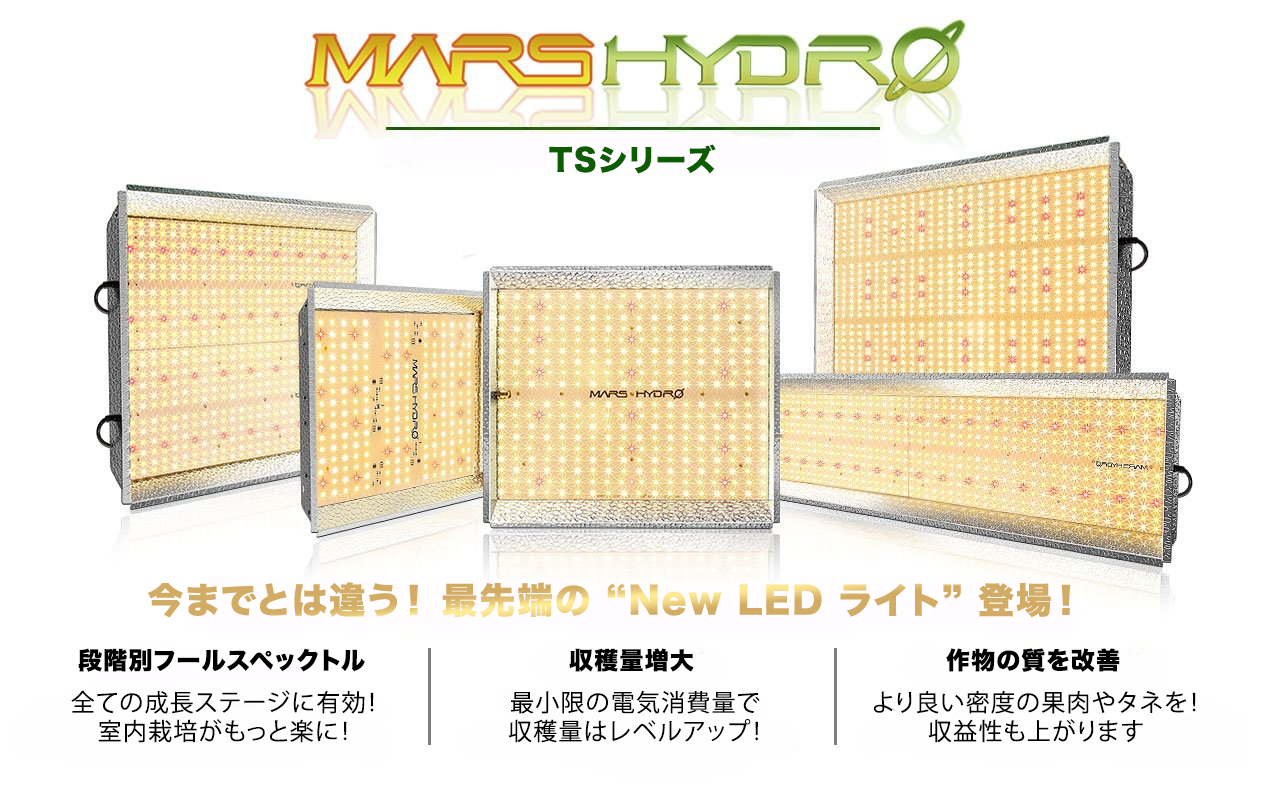 MARS HYDRO
TSシリーズ
MARS HYDRO
MARS HYDRO
MARS HYDRO
今までとは違う！最先端の“New LED ライト”登場！
段階別フールスペックトル
全ての成長ステージに有効！
室内栽培がもっと楽に！
収穫量増大
最小限の電気消費量で
収穫量はレベルアップ！
作物の質を改善
より良い密度の果肉やタネを！
収益性も上がります